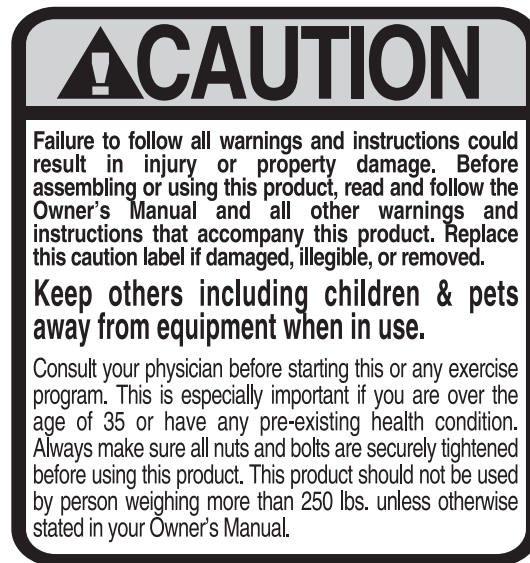 CAUTION
Failure to follow all warnings and instructions could
result in injury or property damage. Before
assembling or using this product, read and follow the
Owner's Manual and all other warnings and
instructions that accompany this product. Replace
this caution label if damaged, illegible, or removed.
Keep others including children & pets
away from equipment when in use.
Consult your physician before starting this or any exercise
program. This is especially important if you are over the
age of 35 or have any pre-existing health condition.
Always make sure all nuts and bolts are securely tightened
before using this product. This product should not be used
by person weighing more than 250 lbs. unless otherwise
stated in your Owner's Manual.